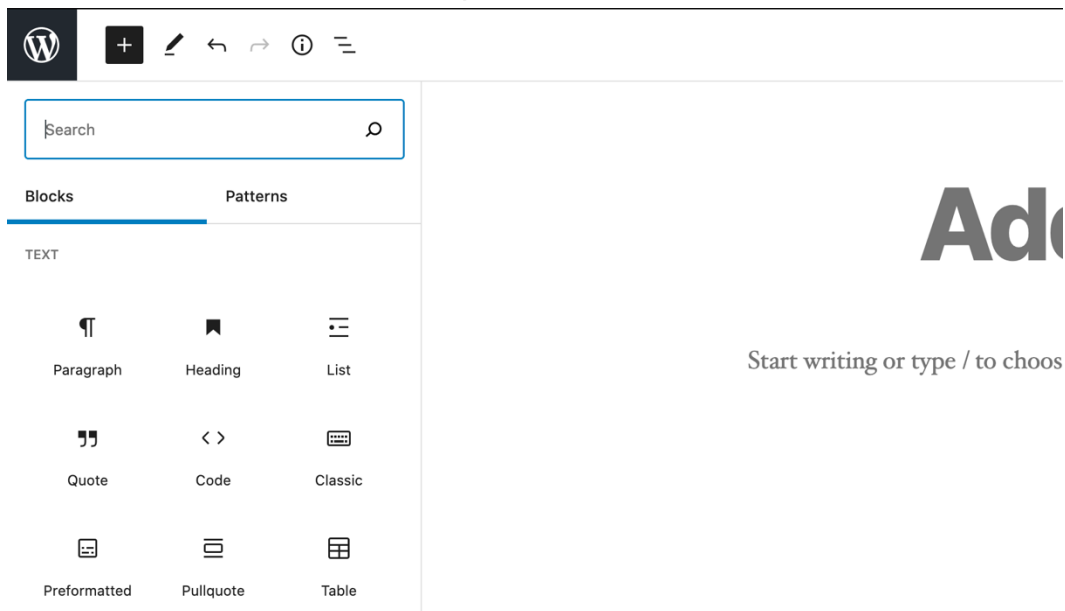 Search
Blocks Patterns
TEXT
Paragraph Heading List
Quote Code Classic
Preformatted Pullquote Table
Add
Start writing or type / to choos